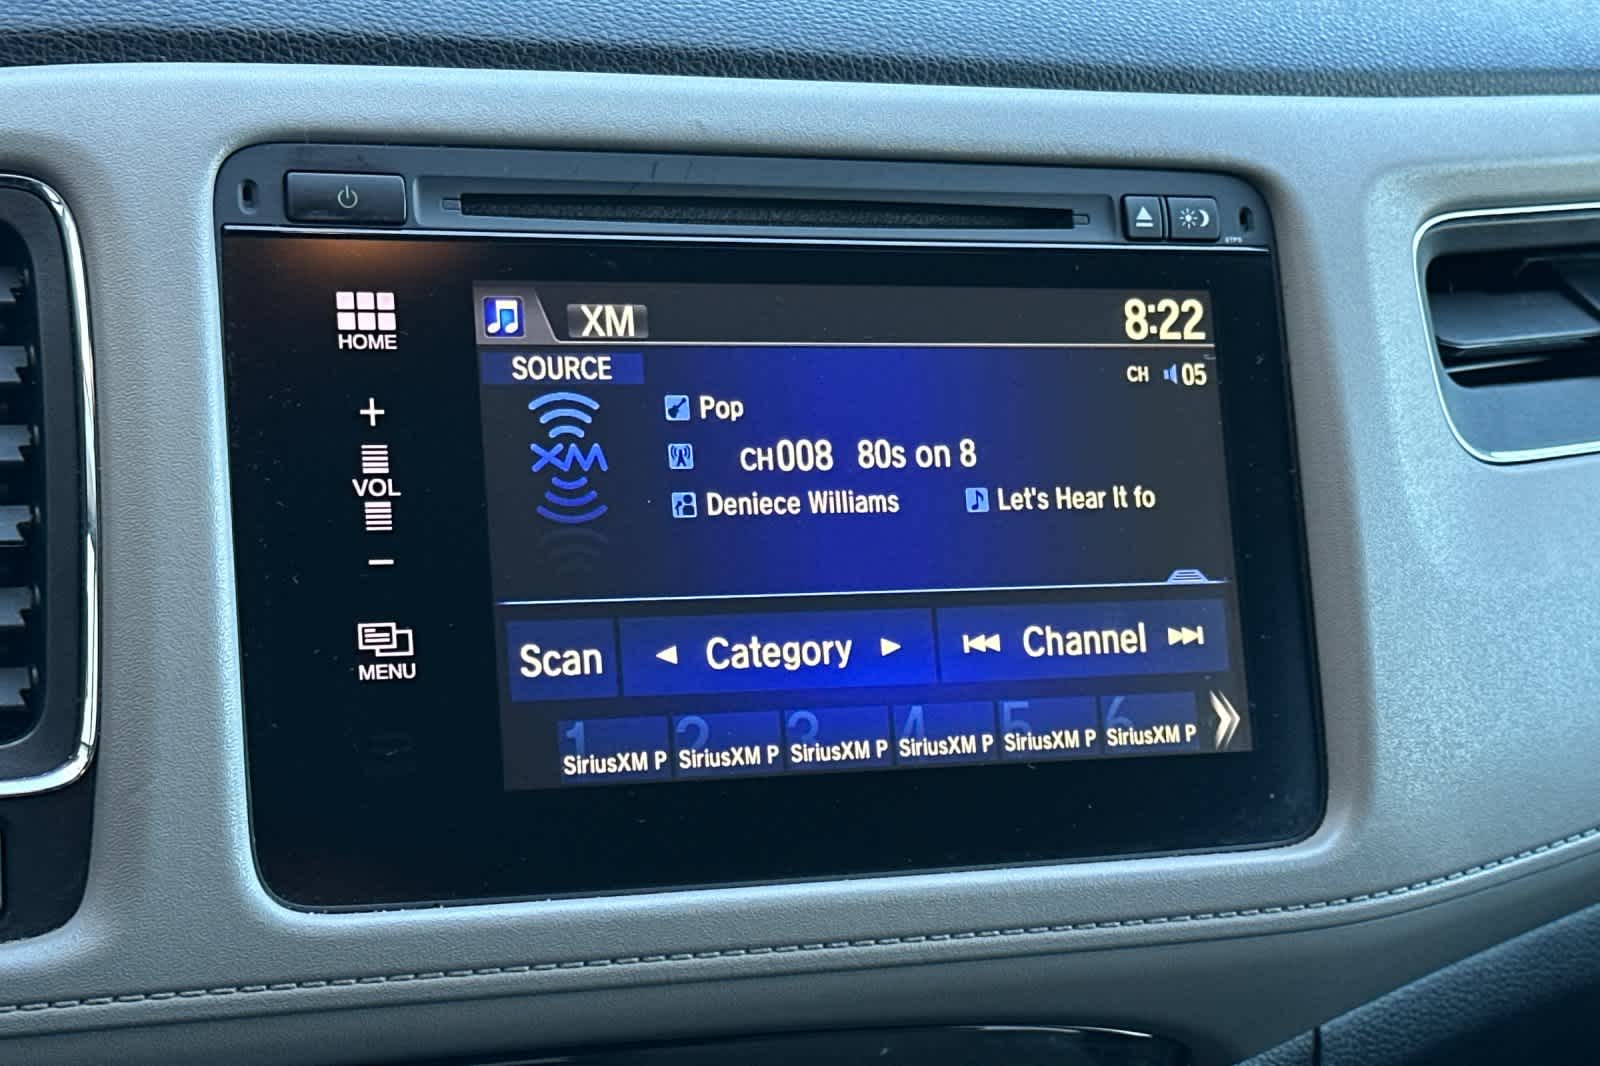 XM
8:22
SOURCE
CH 05
HOME
Pop
XM
CH008 80s on 8
VOL
Deniece Williams Let's Hear It fo
Scan Category Channel
MENU
1 2 3 4 5 6
SiriusXM P SiriusXM P SiriusXM P SiriusXM P SiriusXM P SiriusXM P